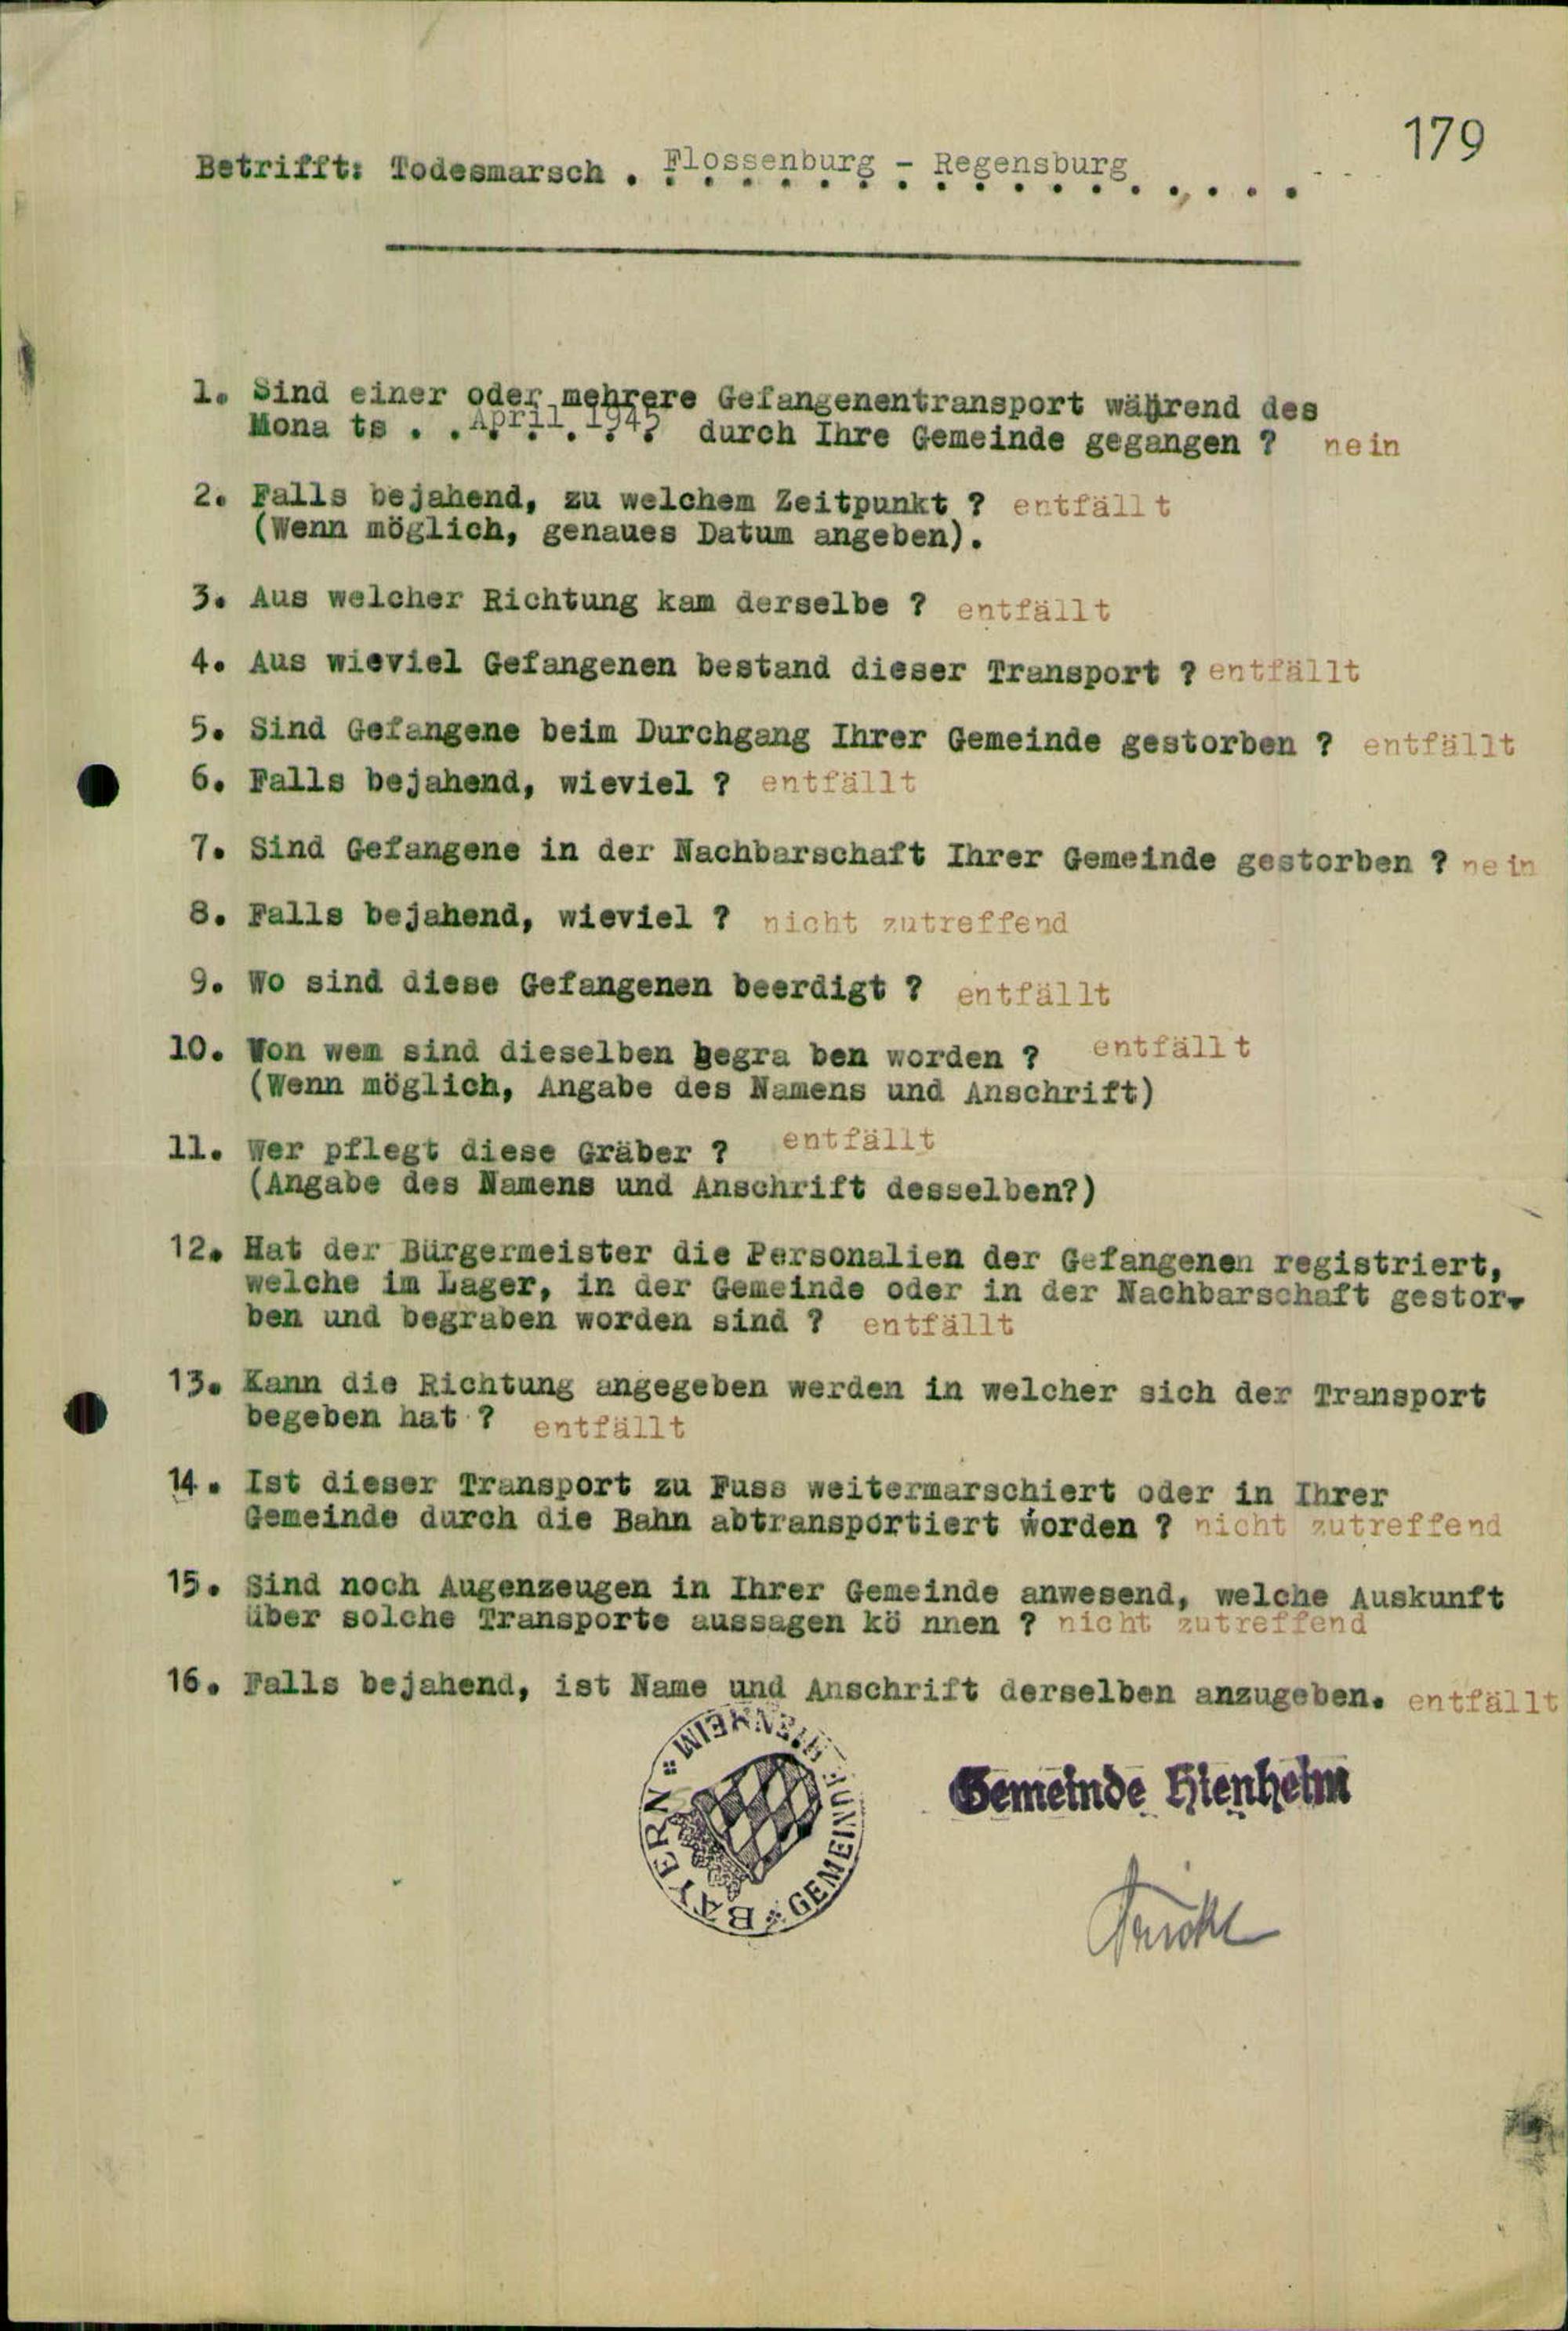 179
Betrifft: Todesmarsch . Flossenburg - Regensburg . . . .
1. Sind einer oder mehrere Gefangenentransport während des
Mona ts . . April 1945 durch Ihre Gemeinde gegangen ? nein
2. Falls bejahend, zu welchem Zeitpunkt ? entfällt
(Wenn möglich, genaues Datum angeben).
3. Aus welcher Richtung kam derselbe ? entfällt
4. Aus wieviel Gefangenen bestand dieser Transport ? entfällt
5. Sind Gefangene beim Durchgang Ihrer Gemeinde gestorben ? entfällt
6. Falls bejahend, wieviel ? entfällt
7. Sind Gefangene in der Nachbarschaft Ihrer Gemeinde gestorben ? nein
8. Falls bejahend, wieviel ? nicht zutreffend
9. Wo sind diese Gefangenen beerdigt ? entfällt
10. Von wem sind dieselben begra ben worden ? entfällt
(Wenn möglich, Angabe des Namens und Anschrift)
11. Wer pflegt diese Gräber ? entfällt
(Angabe des Namens und Anschrift desselben?)
12. Hat der Bürgermeister die Personalien der Gefangenen registriert,
welche im Lager, in der Gemeinde oder in der Nachbarschaft gestor-
ben und begraben worden sind ? entfällt
13. Kann die Richtung angegeben werden in welcher sich der Transport
begeben hat ? entfällt
14. Ist dieser Transport zu Fuss weitermarschiert oder in Ihrer
Gemeinde durch die Bahn abtransportiert worden ? nicht zutreffend
15. Sind noch Augenzeugen in Ihrer Gemeinde anwesend, welche Auskunft
über solche Transporte aussagen kö nnen ? nicht zutreffend
16. Falls bejahend, ist Name und Anschrift derselben anzugeben. entfällt
BAYERN * GEMEINDE HIENHEIM *
Gemeinde Hienheim